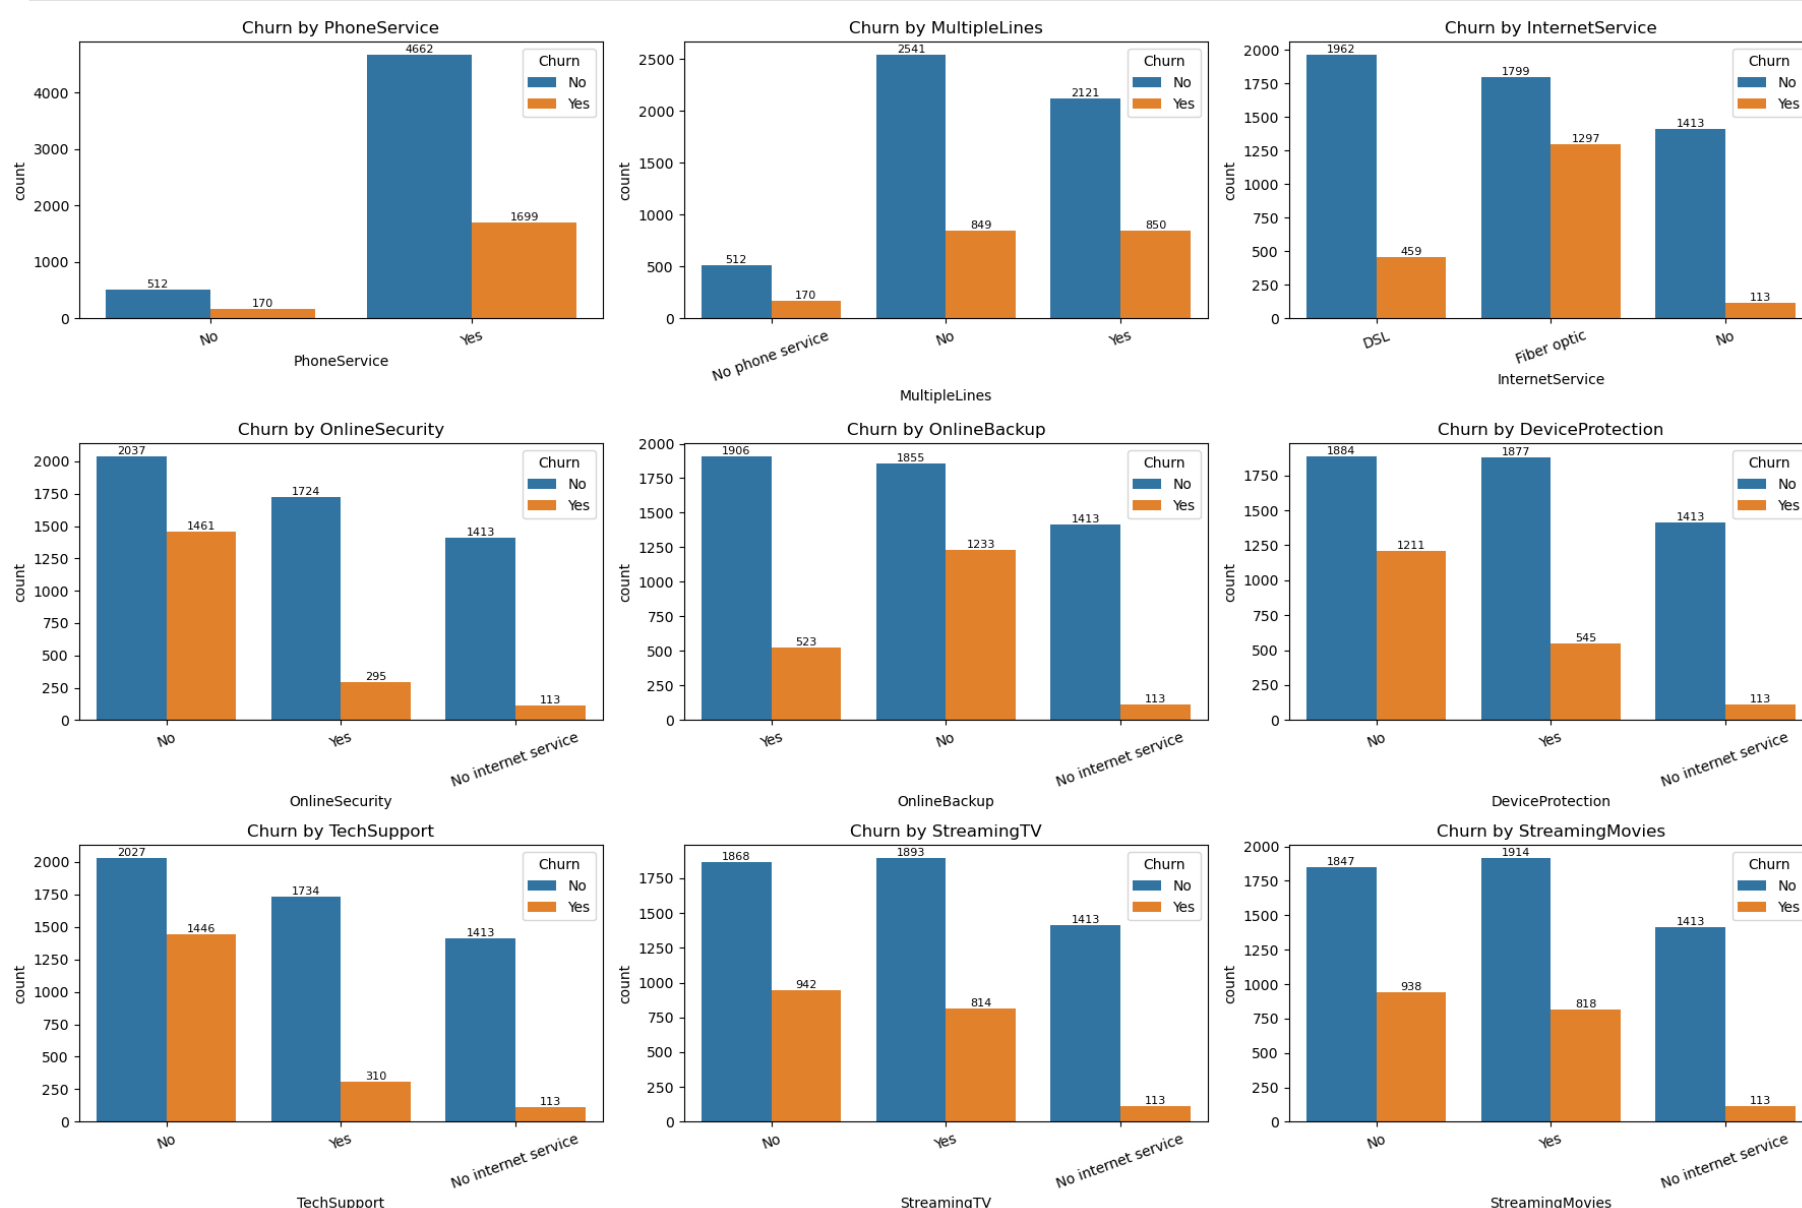 Churn by PhoneService
4662
Churn
No
Yes
4000
3000
2000
1699
1000
512
170
0
count
No
Yes
PhoneService
Churn by MultipleLines
2541
Churn
No
Yes
2500
2121
2000
1500
1000
849
850
512
500
170
0
count
No phone service
No
Yes
MultipleLines
Churn by InternetService
2000
1962
Churn
No
Yes
1799
1750
1500
1413
1297
1250
1000
750
500
459
250
113
0
count
DSL
Fiber optic
No
InternetService
Churn by OnlineSecurity
2037
2000
Churn
No
Yes
1750
1724
1500
1461
1413
1250
1000
750
500
295
250
113
0
count
No
Yes
No internet service
OnlineSecurity
Churn by OnlineBackup
2000
1906
1855
Churn
No
Yes
1750
1500
1413
1250
1233
1000
750
523
500
250
113
0
count
Yes
No
No internet service
OnlineBackup
Churn by DeviceProtection
1884
1877
Churn
No
Yes
1750
1500
1413
1250
1211
1000
750
545
500
250
113
0
count
No
Yes
No internet service
DeviceProtection
Churn by TechSupport
2027
2000
Churn
No
Yes
1750
1734
1500
1446
1413
1250
1000
750
500
310
250
113
0
count
No
Yes
No internet service
TechSupport
Churn by StreamingTV
1868
1893
Churn
No
Yes
1750
1500
1413
1250
1000
942
814
750
500
250
113
0
count
No
Yes
No internet service
StreamingTV
Churn by StreamingMovies
2000
1847
1914
Churn
No
Yes
1750
1500
1413
1250
1000
938
818
750
500
250
113
0
count
No
Yes
No internet service
StreamingMovies